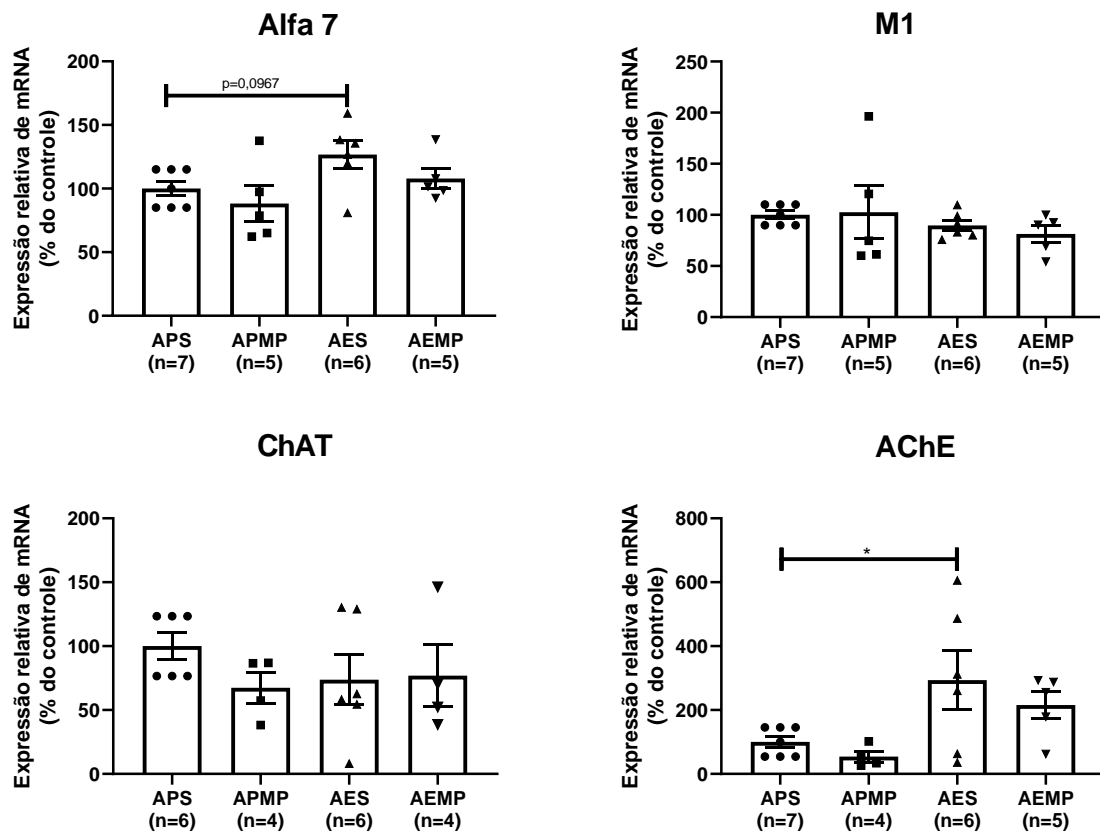 Alfa 7
Expressão relativa de mRNA
(% do controle)
200
150
100
50
0
p=0,0967
APS
(n=7)
APMP
(n=5)
AES
(n=6)
AEMP
(n=5)
M1
Expressão relativa de mRNA
(% do controle)
250
200
150
100
50
0
APS
(n=7)
APMP
(n=5)
AES
(n=6)
AEMP
(n=5)
ChAT
Expressão relativa de mRNA
(% do controle)
200
150
100
50
0
APS
(n=6)
APMP
(n=4)
AES
(n=6)
AEMP
(n=4)
AChE
Expressão relativa de mRNA
(% do controle)
800
600
400
200
0
*
APS
(n=7)
APMP
(n=4)
AES
(n=6)
AEMP
(n=5)